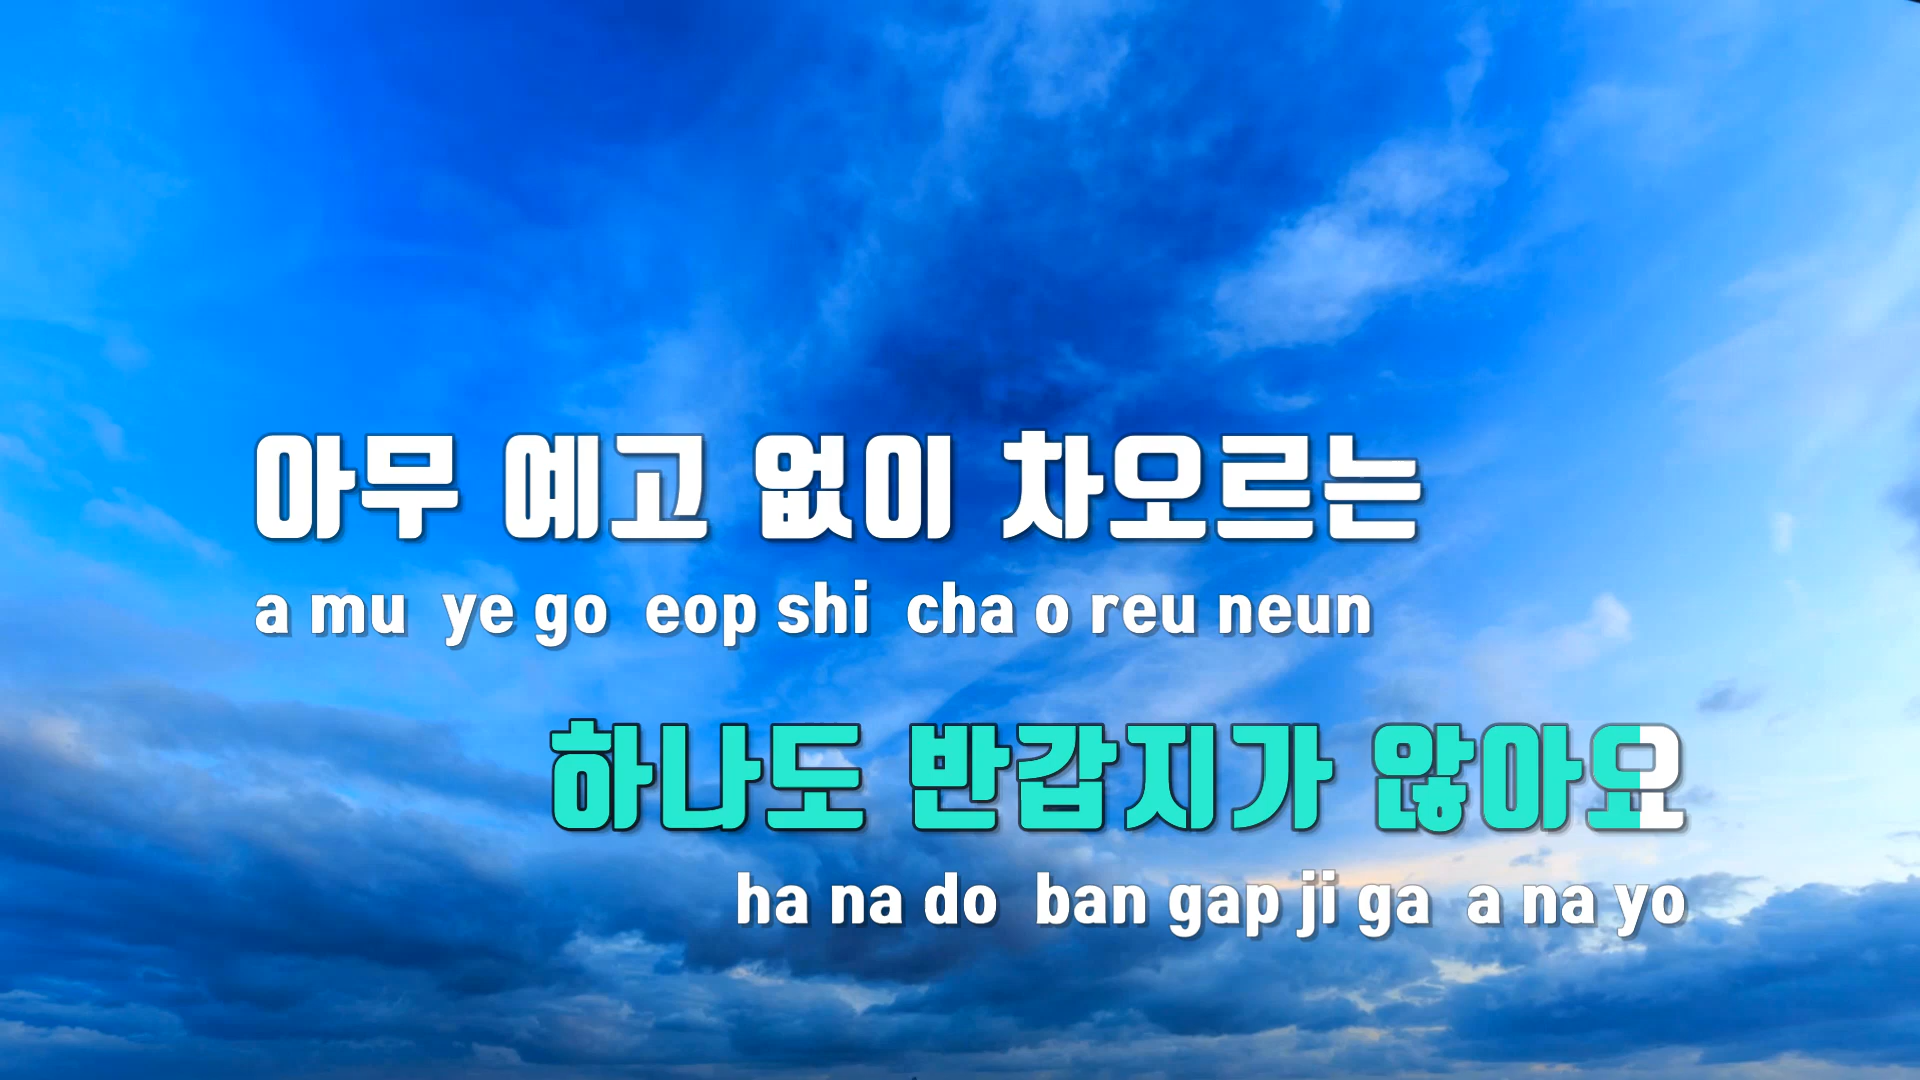 아무 예고 없이 차오르는
a mu ye go eop shi cha o reu neun
하나도 반갑지가 않아요
ha na do ban gap ji ga a na yo